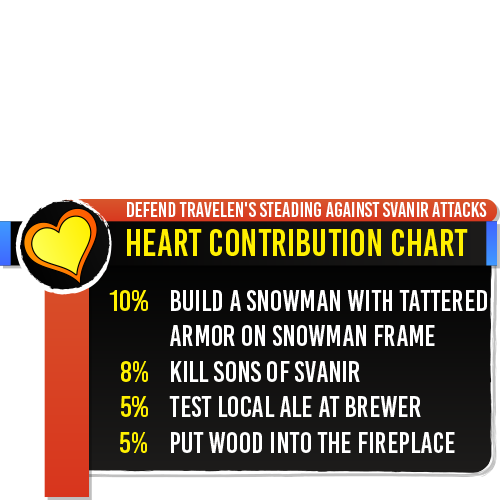 DEFEND TRAVELEN'S STEADING AGAINST SVANIR ATTACKS
HEART CONTRIBUTION CHART
10% BUILD A SNOWMAN WITH TATTERED
ARMOR ON SNOWMAN FRAME
8% KILL SONS OF SVANIR
5% TEST LOCAL ALE AT BREWER
5% PUT WOOD INTO THE FIREPLACE